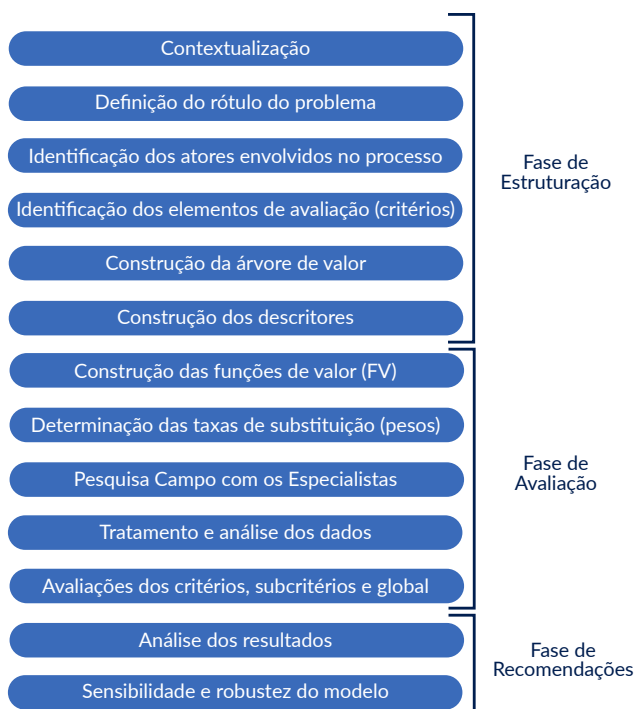 Contextualização
Definição do rótulo do problema
Identificação dos atores envolvidos no processo
Identificação dos elementos de avaliação (critérios)
Construção da árvore de valor
Construção dos descritores
Fase de
Estruturação
Construção das funções de valor (FV)
Determinação das taxas de substituição (pesos)
Pesquisa Campo com os Especialistas
Tratamento e análise dos dados
Avaliações dos critérios, subcritérios e global
Fase de
Avaliação
Análise dos resultados
Sensibilidade e robustez do modelo
Fase de
Recomendações